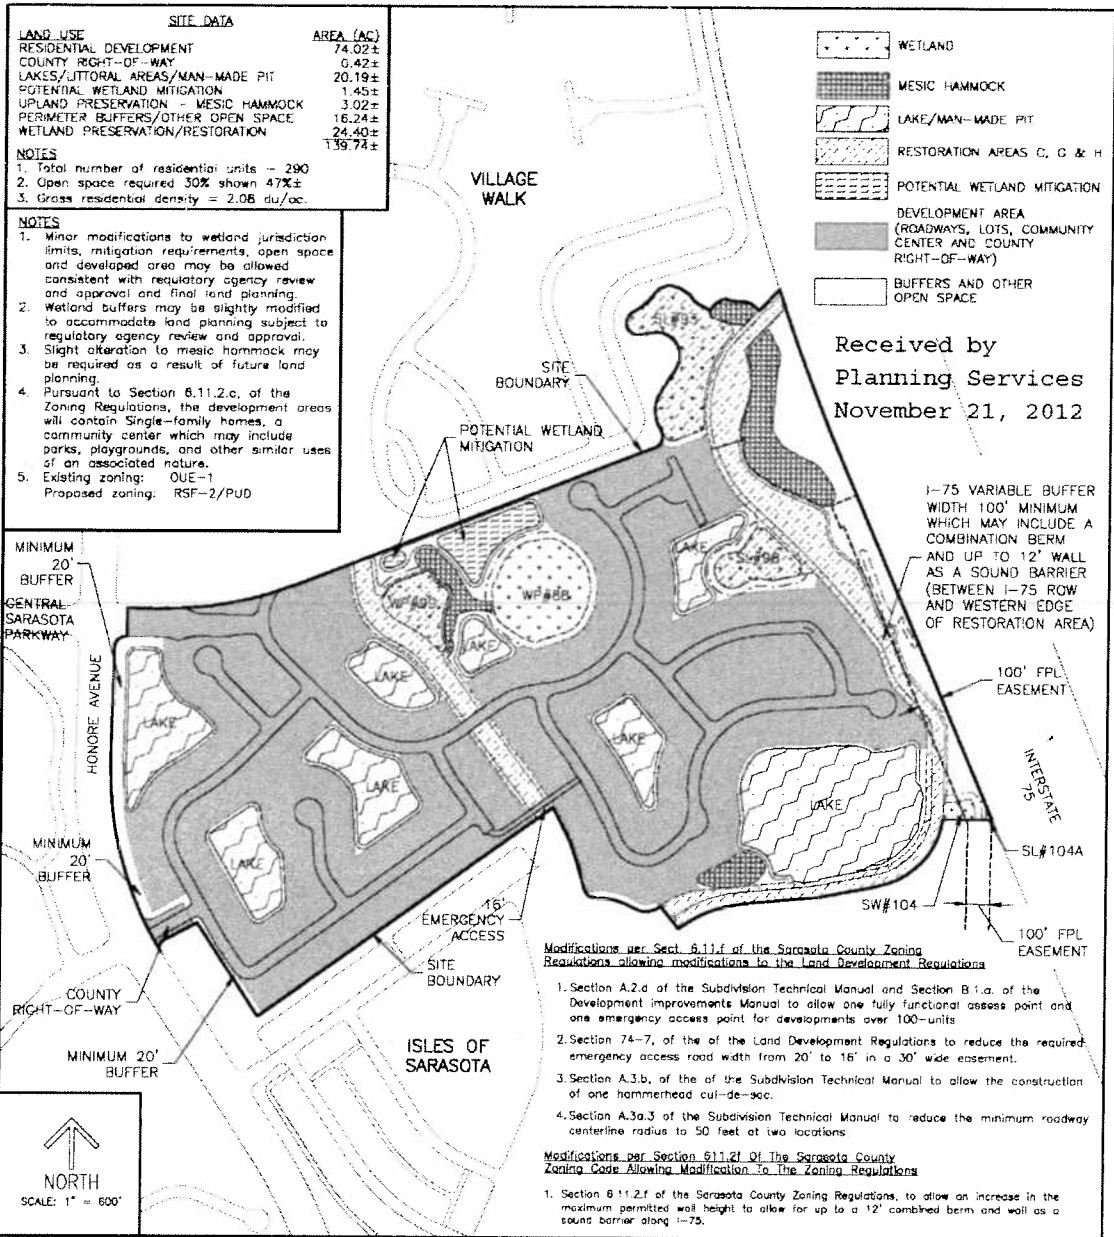 SITE DATA
LAND USE AREA (AC)
RESIDENTIAL DEVELOPMENT 74.02±
COUNTY RIGHT-OF-WAY 0.42±
LAKES/LITTORAL AREAS/MAN-MADE PIT 20.19±
POTENTIAL WETLAND MITIGATION 1.45±
UPLAND PRESERVATION - MESIC HAMMOCK 3.02±
PERIMETER BUFFERS/OTHER OPEN SPACE 16.24±
WETLAND PRESERVATION/RESTORATION 24.40±
139.74±
NOTES
1. Total number of residential units - 290
2. Open space required 30% shown 47%±
3. Gross residential density = 2.08 du/ac.
NOTES
1. Minor modifications to wetland jurisdiction
limits, mitigation requirements, open space
and developed area may be allowed
consistent with regulatory agency review
and approval and final land planning.
2. Wetland buffers may be slightly modified
to accommodate land planning subject to
regulatory agency review and approval.
3. Slight alteration to mesic hammock may
be required as a result of future land
planning.
4. Pursuant to Section 6.11.2.c, of the
Zoning Regulations, the development areas
will contain Single-family homes, a
community center which may include
parks, playgrounds, and other similar uses
of an associated nature.
5. Existing zoning: OUE-1
Proposed zoning: RSF-2/PUD
WETLAND
MESIC HAMMOCK
LAKE/MAN-MADE PIT
RESTORATION AREAS C, G & H
POTENTIAL WETLAND MITIGATION
DEVELOPMENT AREA
(ROADWAYS, LOTS, COMMUNITY
CENTER AND COUNTY
RIGHT-OF-WAY)
BUFFERS AND OTHER
OPEN SPACE
Received by
Planning Services
November 21, 2012
VILLAGE
WALK
SL#93
SITE
BOUNDARY
POTENTIAL WETLAND
MITIGATION
I-75 VARIABLE BUFFER
WIDTH 100' MINIMUM
WHICH MAY INCLUDE A
COMBINATION BERM
AND UP TO 12' WALL
AS A SOUND BARRIER
(BETWEEN I-75 ROW
AND WESTERN EDGE
OF RESTORATION AREA)
MINIMUM
20'
BUFFER
CENTRAL
SARASOTA
PARKWAY
HONORE AVENUE
LAKE
WP#88
LAKE
LAKE
LAKE
LAKE
LAKE
LAKE
LAKE
LAKE
100' FPL
EASEMENT
INTERSTATE
75
MINIMUM
20'
BUFFER
SL#104A
SW#104
100' FPL
EASEMENT
16'
EMERGENCY
ACCESS
SITE
BOUNDARY
COUNTY
RIGHT-OF-WAY
MINIMUM 20'
BUFFER
ISLES OF
SARASOTA
Modifications per Sect. 6.11.f of the Sarasota County Zoning
Regulations allowing modifications to the Land Development Regulations
1. Section A.2.d of the Subdivision Technical Manual and Section B.1.a. of the
Development improvements Manual to allow one fully functional assess point and
one emergency access point for developments over 100-units
2. Section 74-7, of the of the Land Development Regulations to reduce the required
emergency access road width from 20' to 16' in a 30' wide easement.
3. Section A.3.b, of the of the Subdivision Technical Manual to allow the construction
of one hammerhead cul-de-sac.
4. Section A.3a.3 of the Subdivision Technical Manual to reduce the minimum roadway
centerline radius to 50 feet at two locations
Modifications per Section 611.2f Of The Sarasota County
Zoning Code Allowing Modification To The Zoning Regulations
1. Section 6.11.2.f of the Sarasota County Zoning Regulations, to allow an increase in the
maximum permitted wall height to allow for up to a 12' combined berm and wall as a
sound barrier along I-75.
NORTH
SCALE: 1" = 600'